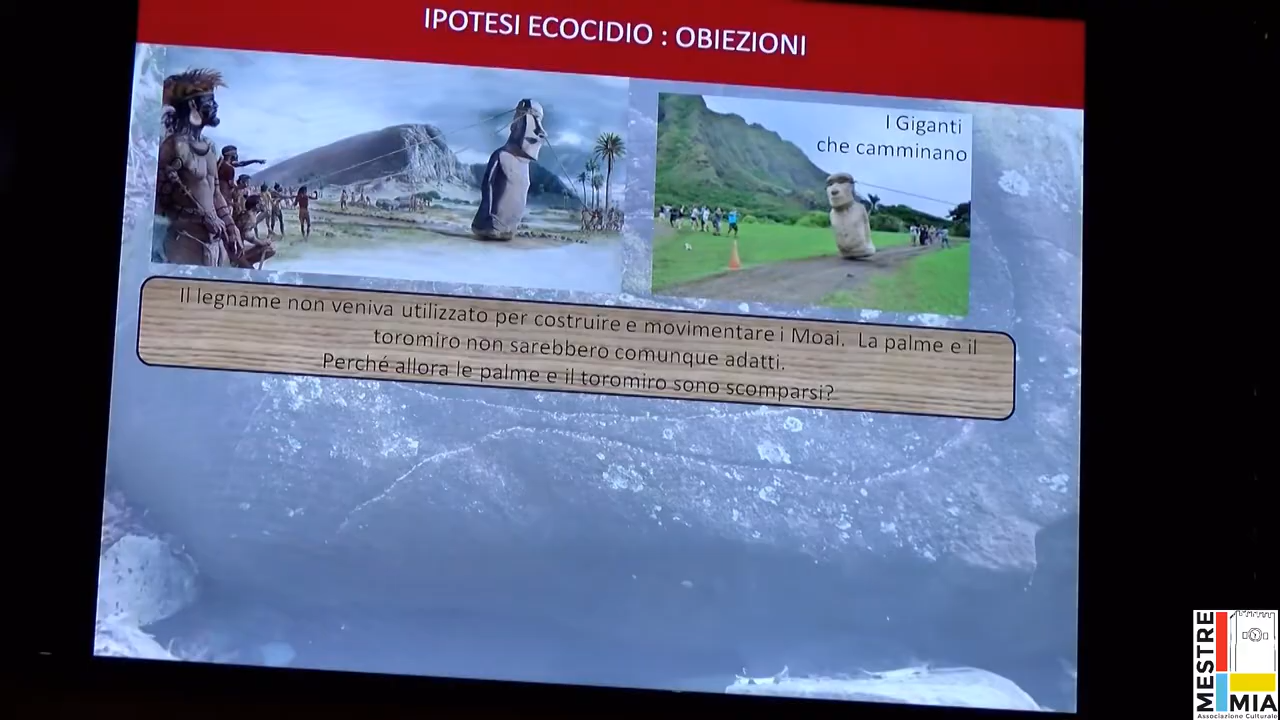 IPOTESI ECOCIDIO : OBIEZIONI
I Giganti
che camminano
Il legname non veniva utilizzato per costruire e movimentare i Moai. La palme e il
toromiro non sarebbero comunque adatti.
Perché allora le palme e il toromiro sono scomparsi?
MESTRE
MIA
Associazione Culturale